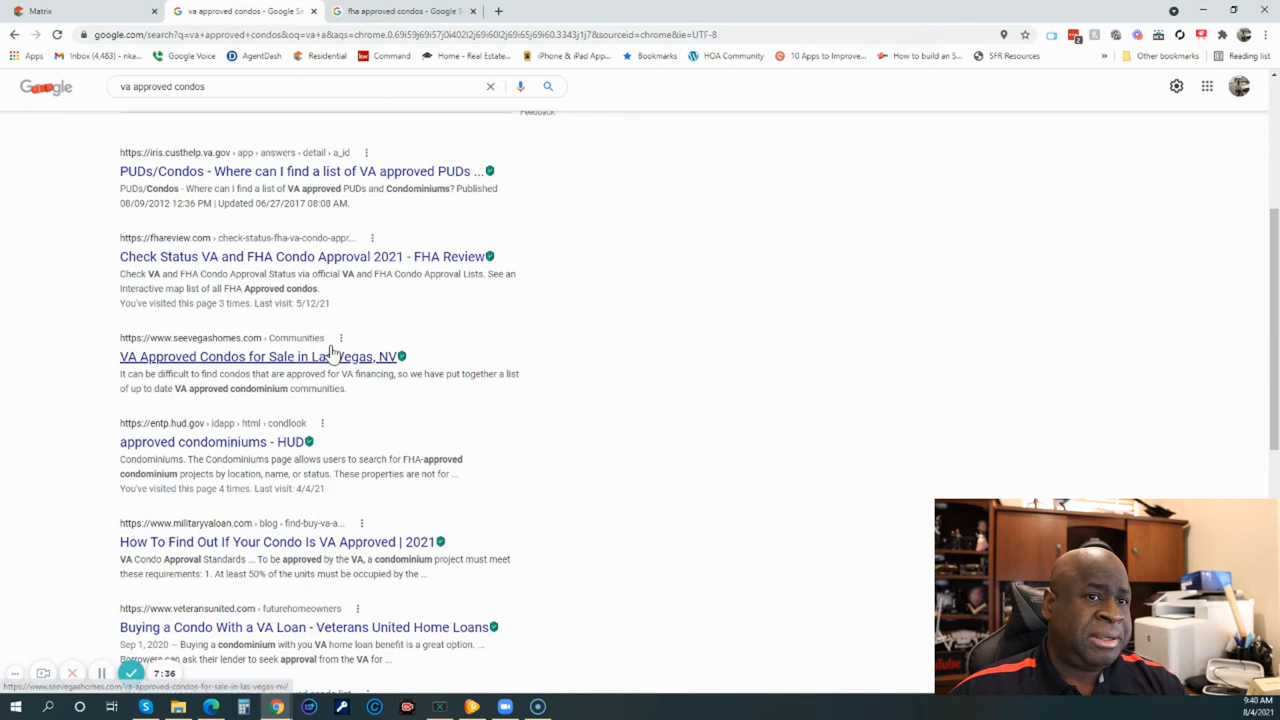 Matrix
va approved condos - Google Se
fha approved condos - Google S
google.com/search?q=va+approved+condos&oq=va+a&aqs=chrome.0.69i59j57j0i402l2j0i60l2j69i65j69i60.3343j1j7&sourceid=chrome&ie=UTF-8
Apps
Inbox (4,483) - nka...
Google Voice
AgentDash
Residential
Command
Home - Real Estate...
iPhone & iPad App...
Bookmarks
HOA Community
10 Apps to Improve...
How to build an S...
SFR Resources
Other bookmarks
Reading list
Google
va approved condos
Feedback
https://iris.custhelp.va.gov › app › answers › detail › a_id
PUDs/Condos - Where can I find a list of VA approved PUDs ...
PUDs/Condos - Where can I find a list of VA approved PUDs and Condominiums? Published
08/09/2012 12:36 PM | Updated 06/27/2017 08:08 AM.
https://fhareview.com › check-status-fha-va-condo-appr...
Check Status VA and FHA Condo Approval 2021 - FHA Review
Check VA and FHA Condo Approval Status via official VA and FHA Condo Approval Lists. See an
Interactive map list of all FHA Approved condos.
You've visited this page 3 times. Last visit: 5/12/21
https://www.seevegashomes.com › Communities
VA Approved Condos for Sale in Las Vegas, NV
It can be difficult to find condos that are approved for VA financing, so we have put together a list
of up to date VA approved condominium communities.
https://entp.hud.gov › idapp › html › condlook
approved condominiums - HUD
Condominiums. The Condominiums page allows users to search for FHA-approved
condominium projects by location, name, or status. These properties are not for ...
You've visited this page 4 times. Last visit: 4/4/21
https://www.militaryvaloan.com › blog › find-buy-va-a...
How To Find Out If Your Condo Is VA Approved | 2021
VA Condo Approval Standards ... To be approved by the VA, a condominium project must meet
these requirements: 1. At least 50% of the units must be occupied by the ...
https://www.veteransunited.com › futurehomeowners
Buying a Condo With a VA Loan - Veterans United Home Loans
Sep 1, 2020 — Buying a condominium with you VA home loan benefit is a great option. ...
Borrowers can ask their lender to seek approval from the VA for ...
7:36
https://www.seevegashomes.com/va-approved-condos-for-sale-in-las-vegas-nv/
9:40 AM
8/4/2021